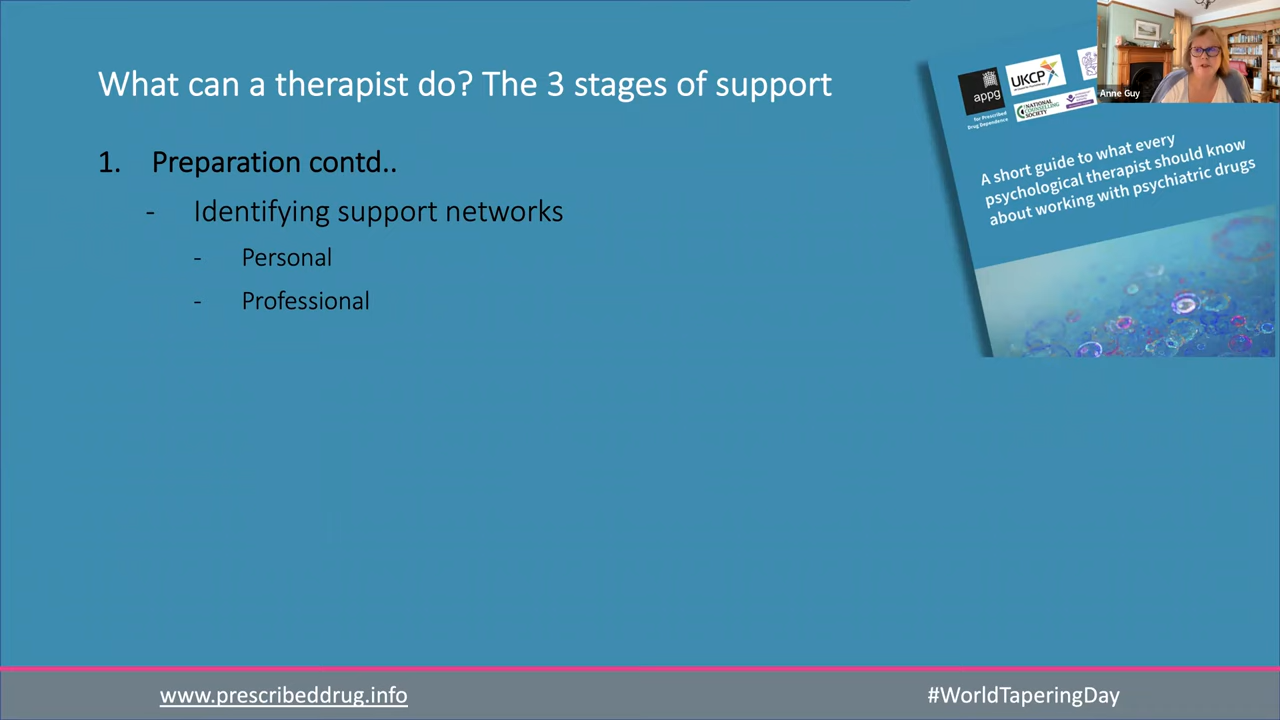 What can a therapist do? The 3 stages of support
1. Preparation contd..
- Identifying support networks
- Personal
- Professional
appg
for Prescribed
Drug Dependence
UKCP
NATIONAL
COUNSELLING
SOCIETY
A short guide to what every
psychological therapist should know
about working with psychiatric drugs
Anne Guy
www.prescribeddrug.info
#WorldTaperingDay